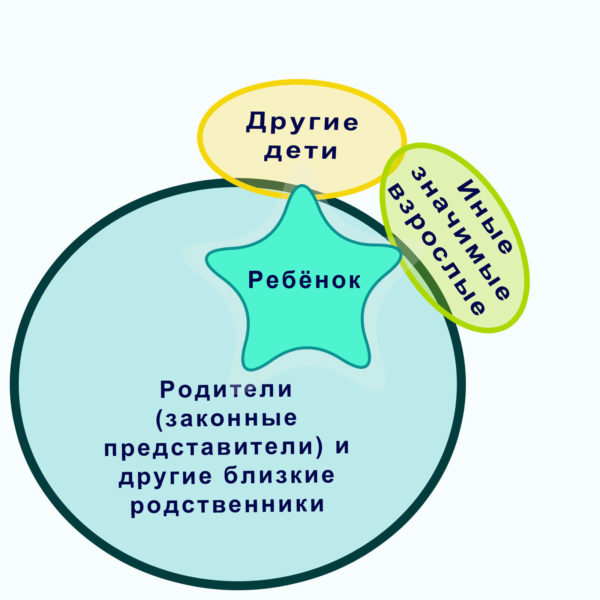 Другие
дети
Иные
значимые
взрослые
Ребёнок
Родители
(законные
представители) и
другие близкие
родственники